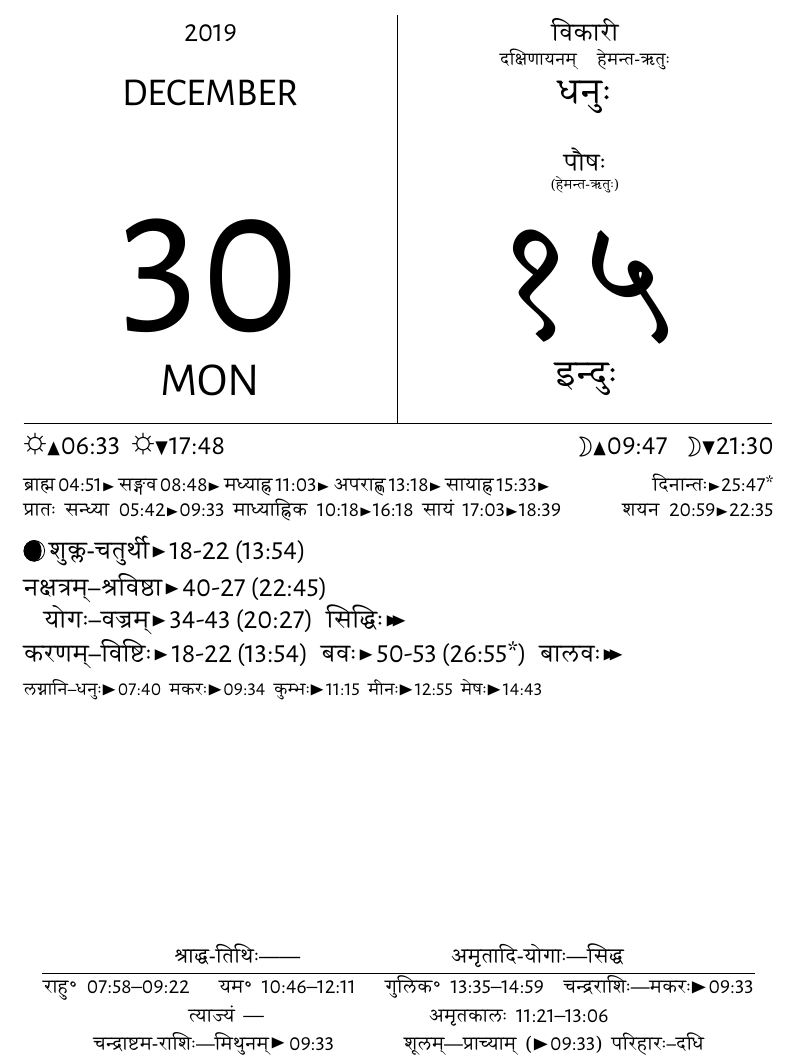 2019
DECEMBER
30
MON
विकारी
दक्षिणायनम् हेमन्त-ऋतुः
धनुः
पौषः
(हेमन्त-ऋतुः)
१५
इन्दुः
☼▲06:33 ☼▼17:48 ☽▲09:47 ☽▼21:30
ब्राह्म 04:51► सङ्गव 08:48► मध्याह्न 11:03► अपराह्ण 13:18► सायाह्न 15:33► दिनान्तः►25:47*
प्रातः सन्ध्या 05:42►09:33 माध्याह्निक 10:18►16:18 सायं 17:03►18:39 शयन 20:59►22:35
शुक्ल-चतुर्थी►18-22 (13:54)
नक्षत्रम्–श्रविष्ठा►40-27 (22:45)
योगः–वज्रम्►34-43 (20:27) सिद्धिः►►
करणम्–विष्टिः►18-22 (13:54) बवः►50-53 (26:55*) बालवः►►
लग्नानि–धनुः►07:40 मकरः►09:34 कुम्भः►11:15 मीनः►12:55 मेषः►14:43
श्राद्ध-तिथिः—— अमृतादि-योगाः—सिद्ध
राहु° 07:58–09:22 यम° 10:46–12:11 गुलिक° 13:35–14:59 चन्द्रराशिः—मकरः►09:33
त्याज्यं — अमृतकालः 11:21–13:06
चन्द्राष्टम-राशिः—मिथुनम्►09:33 शूलम्—प्राच्याम् (►09:33) परिहारः–दधि